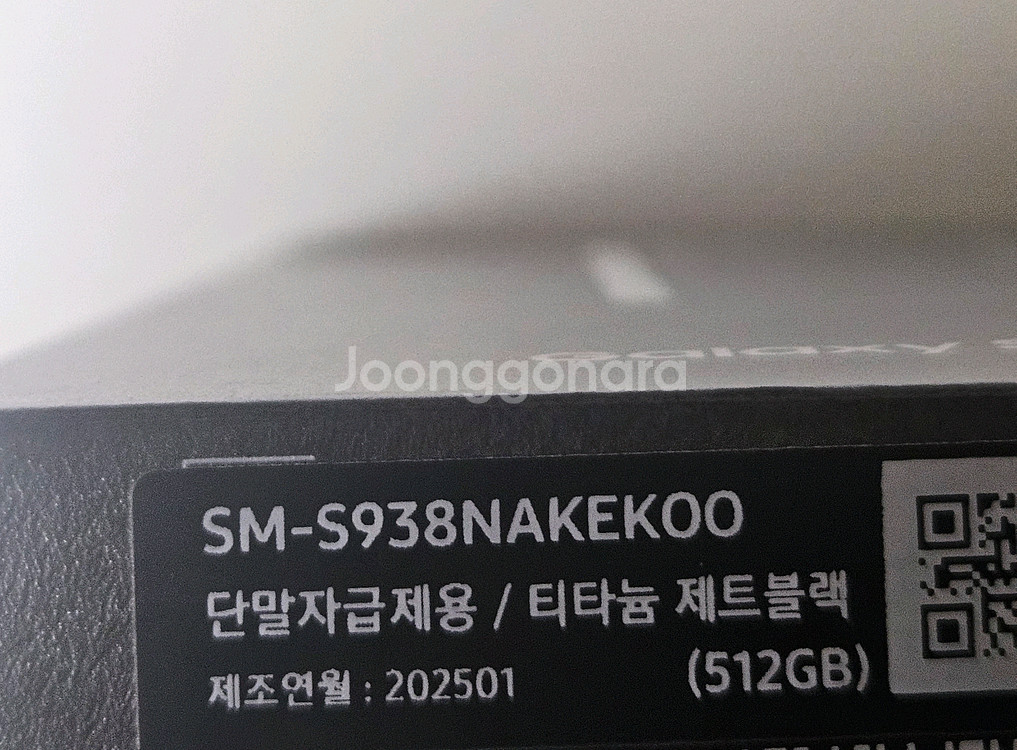 Galaxy
Joonggonara
SM-S938NAKEKOO
단말자급제용 / 티타늄 제트블랙
(512GB)
제조연월 : 202501